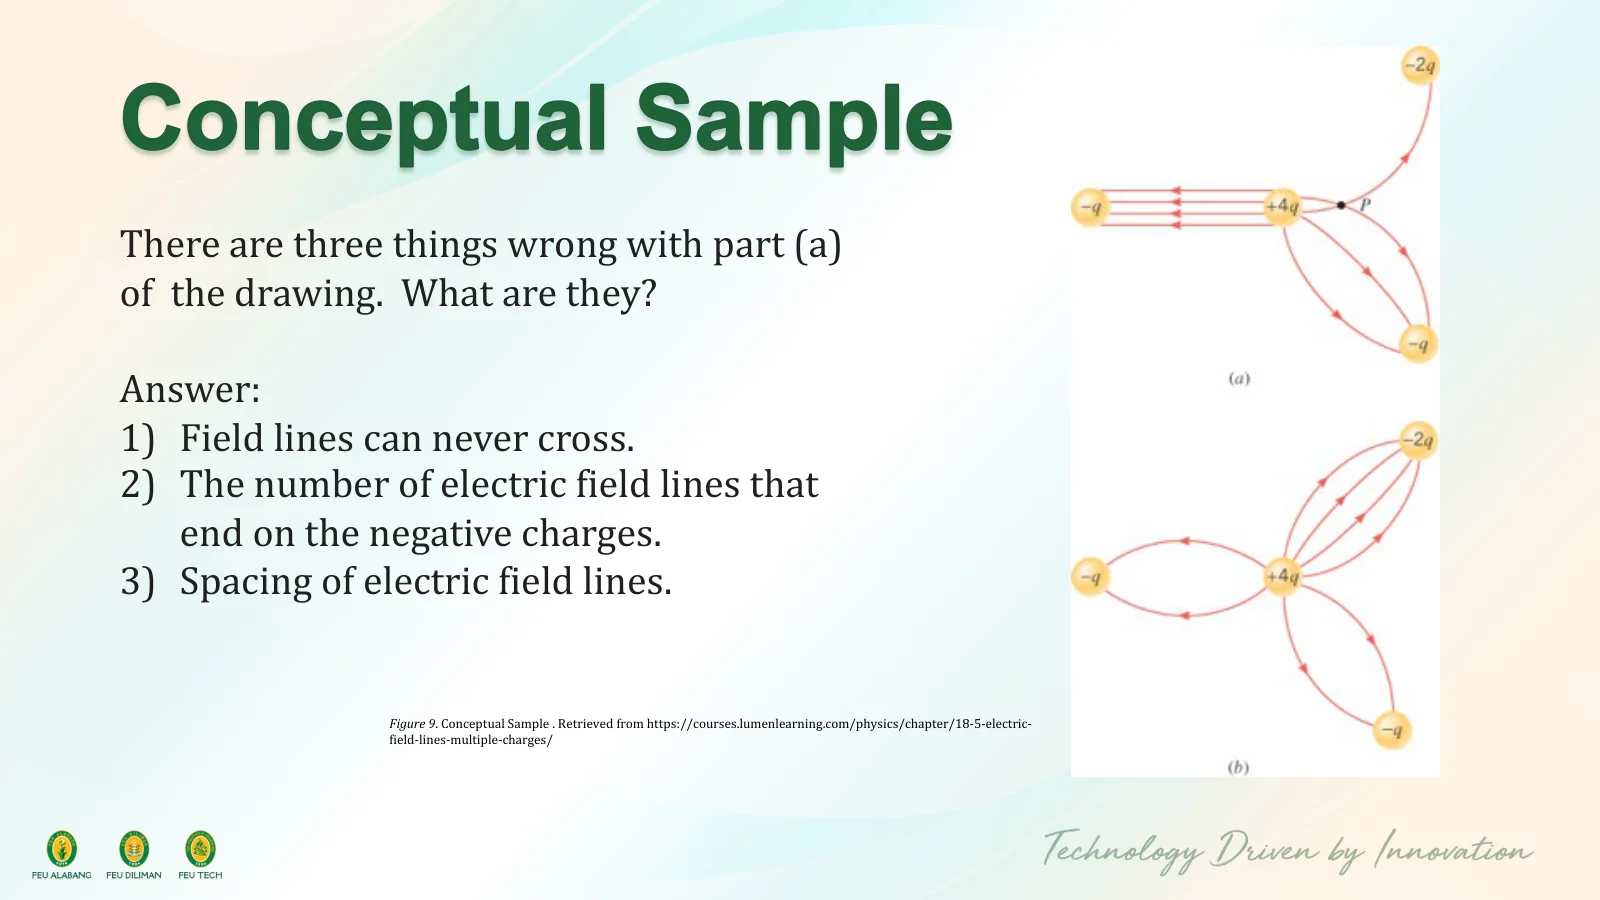 Conceptual Sample
There are three things wrong with part (a)
of the drawing. What are they?
Answer:
1) Field lines can never cross.
2) The number of electric field lines that
end on the negative charges.
3) Spacing of electric field lines.
Figure 9. Conceptual Sample . Retrieved from https://courses.lumenlearning.com/physics/chapter/18-5-electric-
field-lines-multiple-charges/
−2q
−q
+4q
P
−q
(a)
−2q
−q
+4q
−q
(b)
FEU ALABANG
FEU DILIMAN
FEU TECH
Technology Driven by Innovation